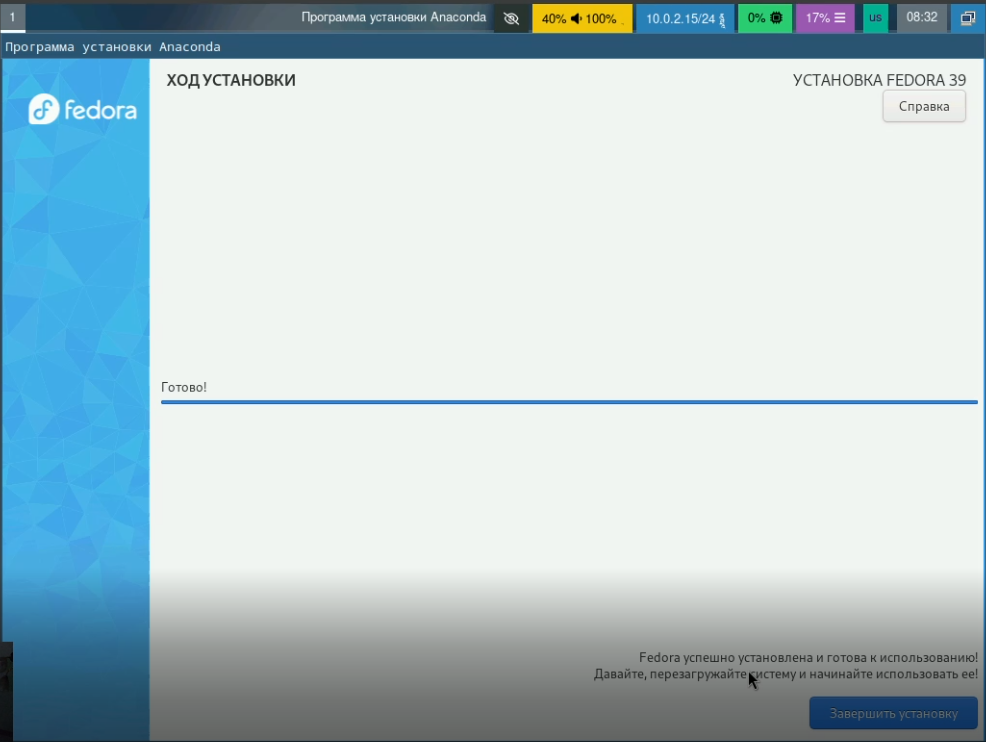 1
Программа установки Anaconda
40% 100%
10.0.2.15/24
0%
17%
us
08:32
Программа установки Anaconda
fedora
ХОД УСТАНОВКИ
УСТАНОВКА FEDORA 39
Справка
Готово!
Fedora успешно установлена и готова к использованию!
Давайте, перезагружайте систему и начинайте использовать ее!
Завершить установку